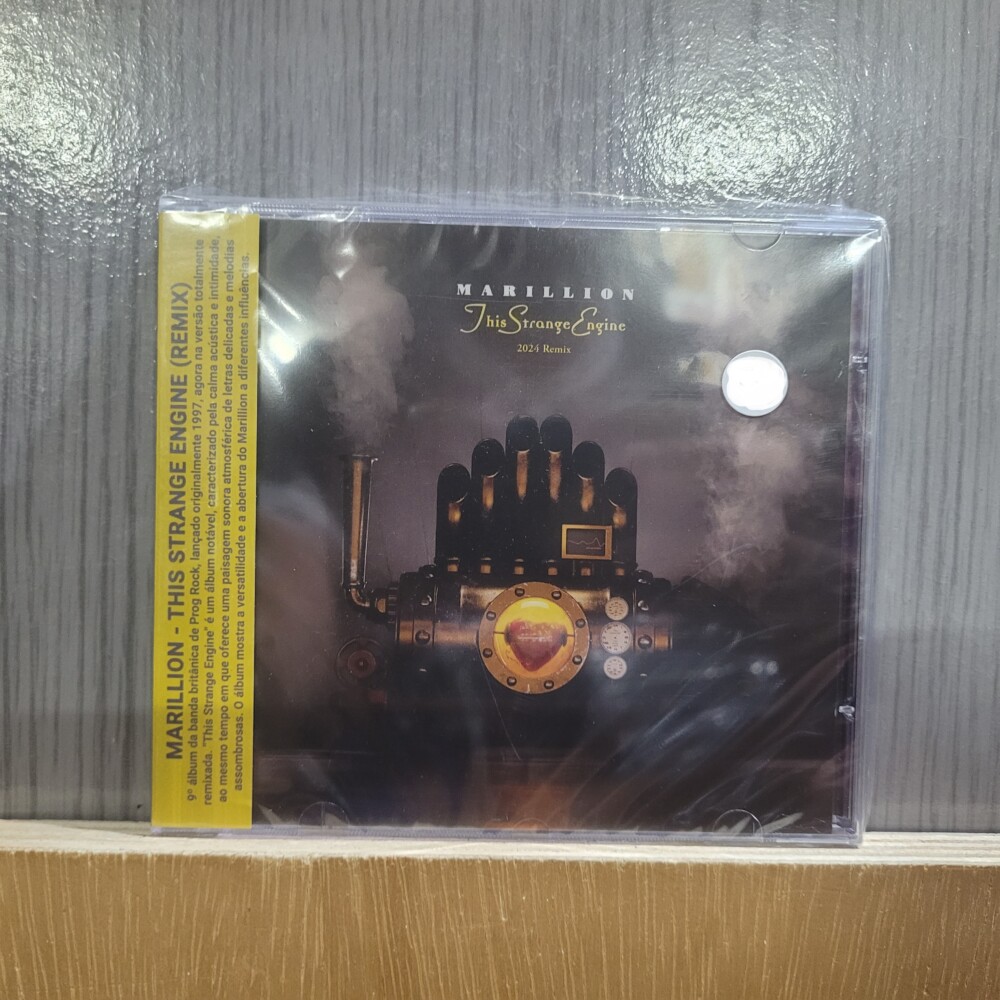 MARILLION - THIS STRANGE ENGINE (REMIX)
9º álbum da banda britânica de Prog Rock, lançado originalmente 1997, agora na versão totalmente
remixada. "This Strange Engine" é um álbum notável, caracterizado pela calma acústica e intimidade,
ao mesmo tempo em que oferece uma paisagem sonora atmosférica de letras delicadas e melodias
assombrosas. O álbum mostra a versatilidade e a abertura do Marillion a diferentes influências.
MARILLION
This Strange Engine
2024 Remix